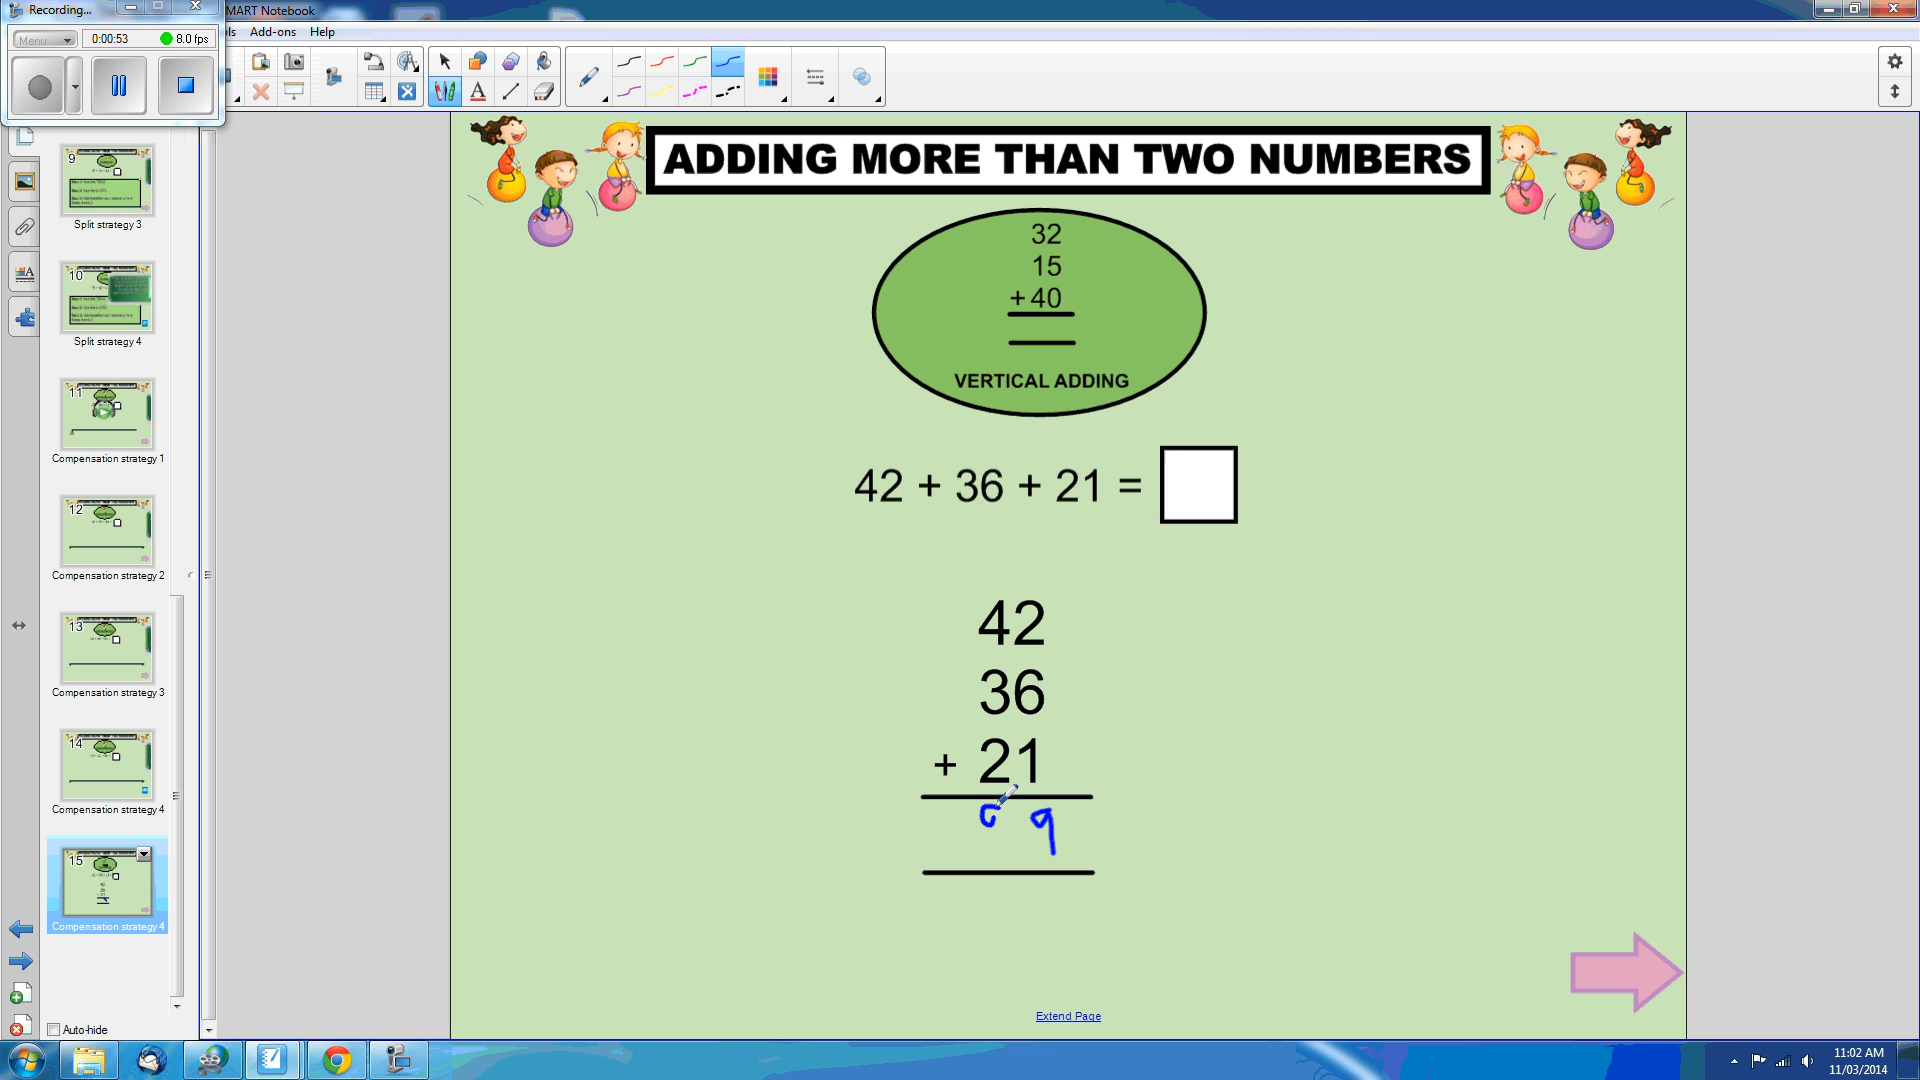 Recording...
MART Notebook
Menu
0:00:53
8.0 fps
ols Add-ons Help
9
Split strategy 3
10
Split strategy 4
11
Compensation strategy 1
12
Compensation strategy 2
13
Compensation strategy 3
14
Compensation strategy 4
15
Compensation strategy 4
Auto-hide
ADDING MORE THAN TWO NUMBERS
32
15
+ 40
VERTICAL ADDING
42 + 36 + 21 =
42
36
+ 21
9
Extend Page
11:02 AM
11/03/2014